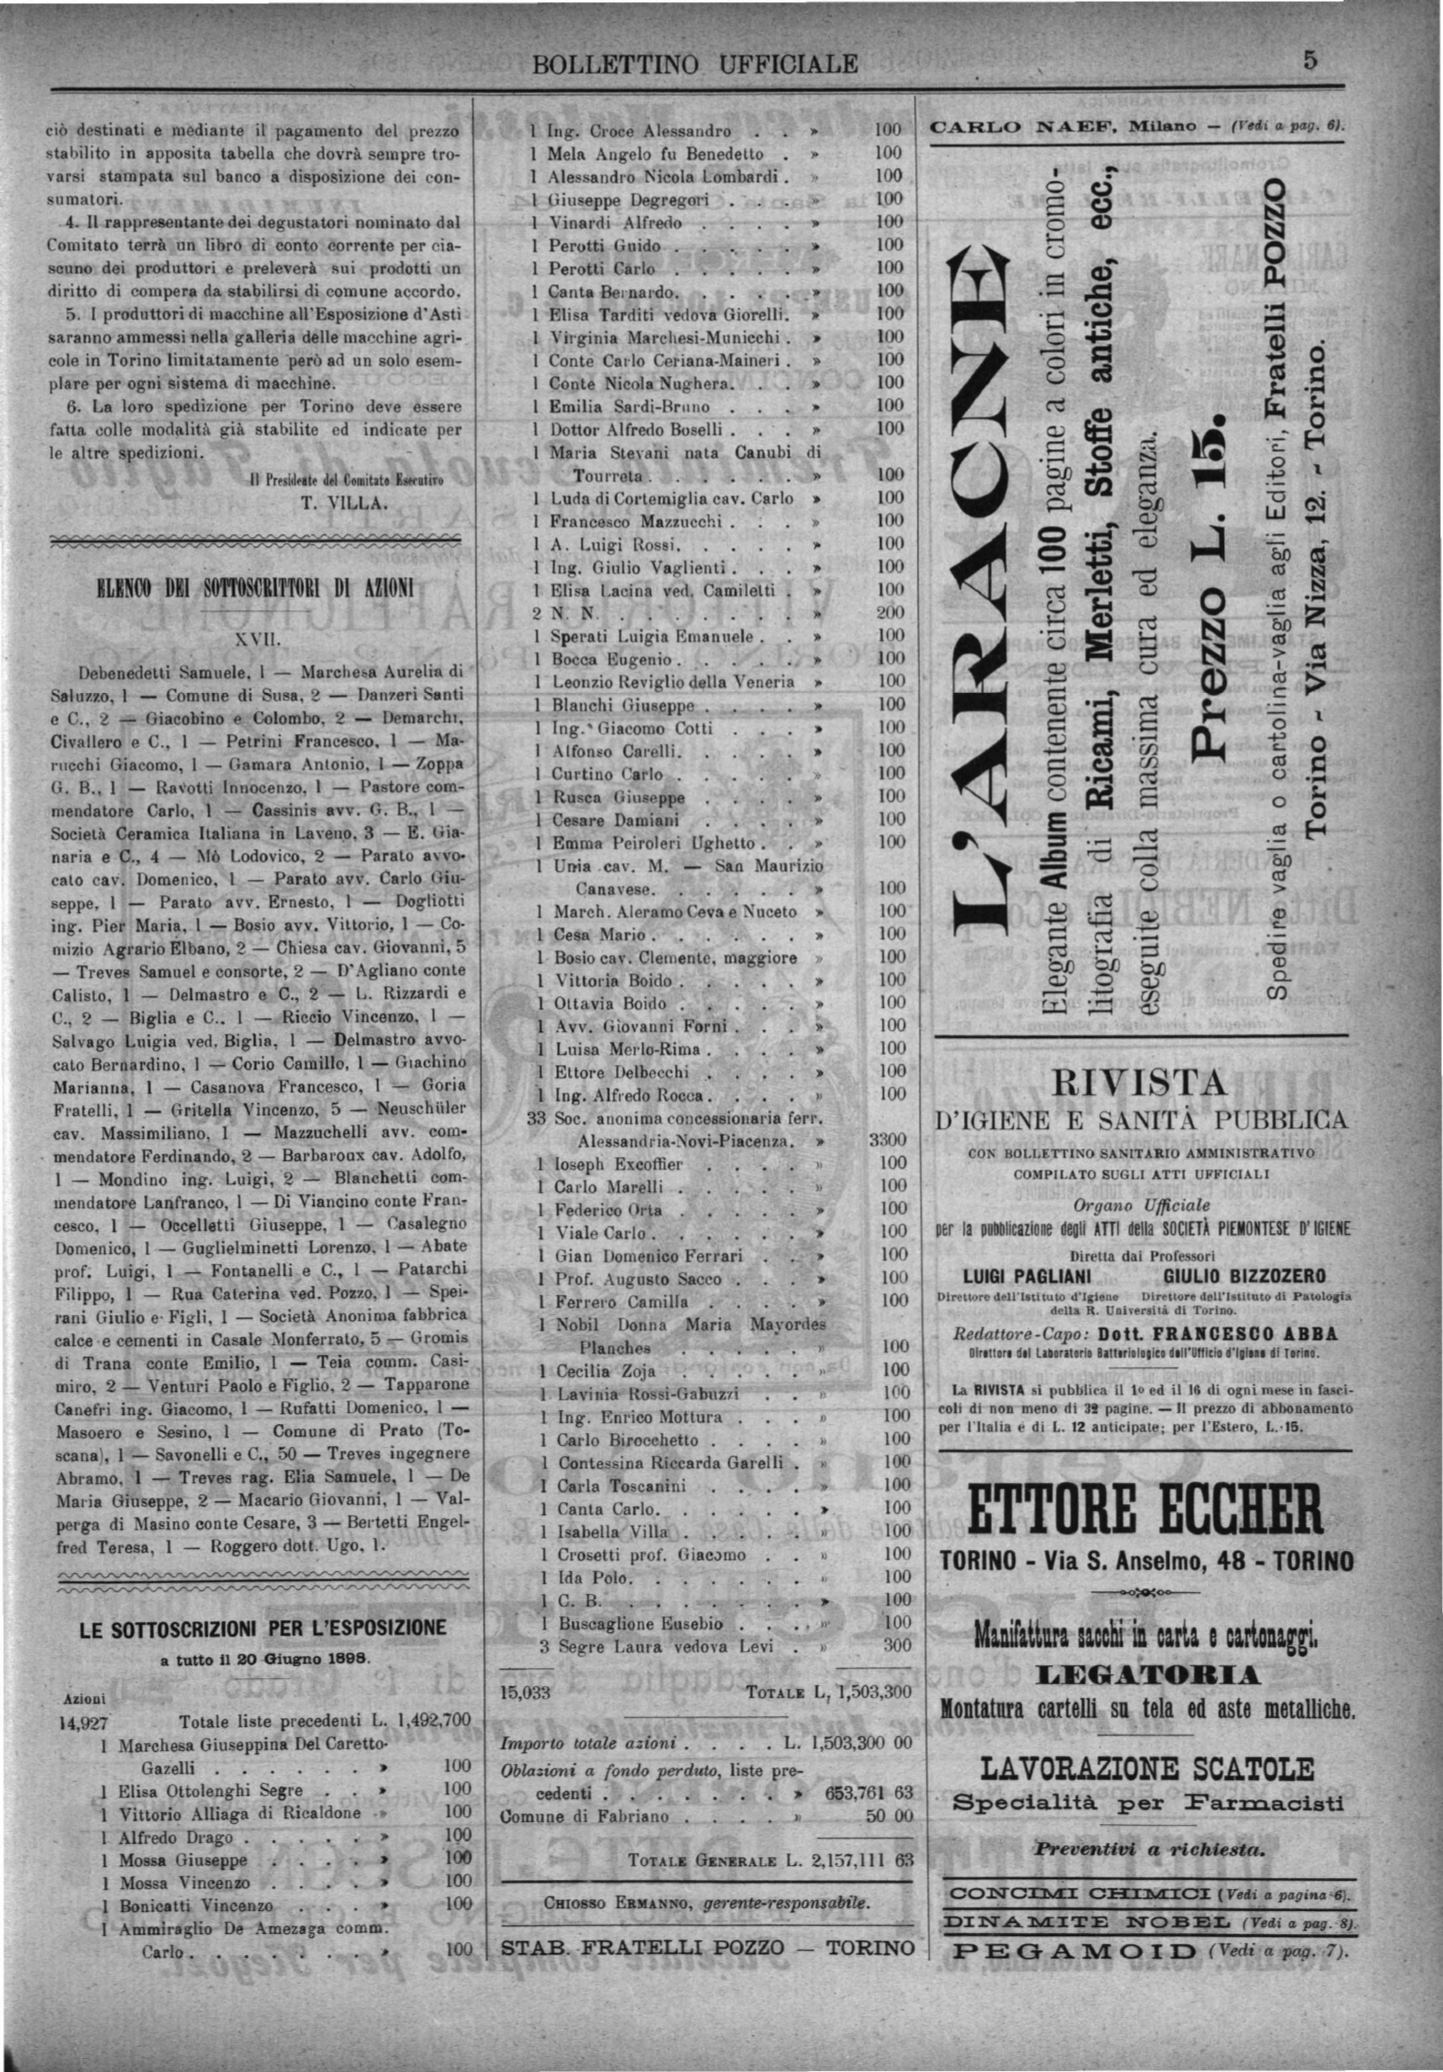 BOLLETTINO UFFICIALE
5
ciò destinati e mediante il pagamento del prezzo
stabilito in apposita tabella che dovrà sempre tro-
varsi stampata sul banco a disposizione dei con-
sumatori.
4. Il rappresentante dei degustatori nominato dal
Comitato terrà un libro di conto corrente per cia-
scuno dei produttori e preleverà sui prodotti un
diritto di compera da stabilirsi di comune accordo.
5. I produttori di macchine all'Esposizione d'Asti
saranno ammessi nella galleria delle macchine agri-
cole in Torino limitatamente però ad un solo esem-
plare per ogni sistema di macchine.
6. La loro spedizione per Torino deve essere
fatta colle modalità già stabilite ed indicate per
le altre spedizioni.
Il Presidente del Comitato Esecutivo
T. VILLA.
ELENCO DEI SOTTOSCRITTORI DI AZIONI
XVII.
Debenedetti Samuele, 1 — Marchesa Aurelia di
Saluzzo, 1 — Comune di Susa, 2 — Danzeri Santi
e C., 2 — Giacobino e Colombo, 2 — Demarchi,
Civallero e C., 1 — Petrini Francesco, 1 — Ma-
rucchi Giacomo, 1 — Gamara Antonio, 1 — Zoppa
G. B., 1 — Ravotti Innocenzo, 1 — Pastore com-
mendatore Carlo, 1 — Cassinis avv. G. B., 1 —
Società Ceramica Italiana in Laveno, 3 — E. Gia-
naria e C., 4 — Mò Lodovico, 2 — Parato avvo-
cato cav. Domenico, 1 — Parato avv. Carlo Giu-
seppe, 1 — Parato avv. Ernesto, 1 — Dogliotti
ing. Pier Maria, 1 — Bosio avv. Vittorio, 1 — Co-
mizio Agrario Elbano, 2 — Chiesa cav. Giovanni, 5
— Treves Samuel e consorte, 2 — D'Agliano conte
Calisto, 1 — Delmastro e C., 2 — L. Rizzardi e
C., 2 — Biglia e C., 1 — Riccio Vincenzo, 1 —
Salvago Luigia ved. Biglia, 1 — Delmastro avvo-
cato Bernardino, 1 — Corio Camillo, 1 — Giachino
Marianna, 1 — Casanova Francesco, 1 — Goria
Fratelli, 1 — Gritella Vincenzo, 5 — Neuschüler
cav. Massimiliano, 1 — Mazzuchelli avv. com-
mendatore Ferdinando, 2 — Barbaroux cav. Adolfo,
1 — Mondino ing. Luigi, 2 — Blanchetti com-
mendatore Lanfranco, 1 — Di Viancino conte Fran-
cesco, 1 — Occelletti Giuseppe, 1 — Casalegno
Domenico, 1 — Guglielminetti Lorenzo, 1 — Abate
prof. Luigi, 1 — Fontanelli e C., 1 — Patarchi
Filippo, 1 — Rua Caterina ved. Pozzo, 1 — Spei-
rani Giulio e Figli, 1 — Società Anonima fabbrica
calce e cementi in Casale Monferrato, 5 — Gromis
di Trana conte Emilio, 1 — Teia comm. Casi-
miro, 2 — Venturi Paolo e Figlio, 2 — Tapparone
Canefri ing. Giacomo, 1 — Rufatti Domenico, 1 —
Masoero e Sesino, 1 — Comune di Prato (To-
scana), 1 — Savonelli e C., 50 — Treves ingegnere
Abramo, 1 — Treves rag. Elia Samuele, 1 — De
Maria Giuseppe, 2 — Macario Giovanni, 1 — Val-
perga di Masino conte Cesare, 3 — Bertetti Engel-
fred Teresa, 1 — Roggero dott. Ugo, 1.
LE SOTTOSCRIZIONI PER L'ESPOSIZIONE
a tutto il 20 Giugno 1898.
Azioni
14,927 Totale liste precedenti L. 1,492,700
1 Marchesa Giuseppina Del Caretto-
Gazelli . . . . . . » 100
1 Elisa Ottolenghi Segre . . » 100
1 Vittorio Alliaga di Ricaldone » 100
1 Alfredo Drago . . . . . » 100
1 Mossa Giuseppe . . . . » 100
1 Mossa Vincenzo . . . . » 100
1 Bonicatti Vincenzo . . . » 100
1 Ammiraglio De Amezaga comm.
Carlo . . . . . . . » 100
1 Ing. Croce Alessandro . . » 100
1 Mela Angelo fu Benedetto . » 100
1 Alessandro Nicola Lombardi . » 100
1 Giuseppe Degregori . . . » 100
1 Vinardi Alfredo . . . . » 100
1 Perotti Guido . . . . . » 100
1 Perotti Carlo . . . . . » 100
1 Canta Bernardo. . . . . » 100
1 Elisa Tarditi vedova Giorelli. » 100
1 Virginia Marchesi-Municchi . » 100
1 Conte Carlo Ceriana-Maineri . » 100
1 Conte Nicola Nughera. . . » 100
1 Emilia Sardi-Bruno . . . » 100
1 Dottor Alfredo Boselli . . . » 100
1 Maria Stevani nata Canubi di
Tourreta . . . . . . » 100
1 Luda di Cortemiglia cav. Carlo » 100
1 Francesco Mazzucchi . . . » 100
1 A. Luigi Rossi. . . . . » 100
1 Ing. Giulio Vaglienti . . . » 100
1 Elisa Lacina ved. Camiletti . » 100
2 N. N. . . . . . . . » 200
1 Sperati Luigia Emanuele . . » 100
1 Bocca Eugenio . . . . . » 100
1 Leonzio Reviglio della Veneria » 100
1 Blanchi Giuseppe . . . . » 100
1 Ing. Giacomo Cotti . . . » 100
1 Alfonso Carelli. . . . . » 100
1 Curtino Carlo . . . . . » 100
1 Rusca Giuseppe . . . . » 100
1 Cesare Damiani . . . . » 100
1 Emma Peiroleri Ughetto . . » 100
1 Unia cav. M. — San Maurizio
Canavese. . . . . . » 100
1 March. Aleramo Ceva e Nuceto » 100
1 Cesa Mario . . . . . . » 100
1 Bosio cav. Clemente, maggiore » 100
1 Vittoria Boido . . . . . » 100
1 Ottavia Boido . . . . . » 100
1 Avv. Giovanni Forni . . . » 100
1 Luisa Merlo-Rima . . . . » 100
1 Ettore Delbecchi . . . . » 100
1 Ing. Alfredo Rocca . . . . » 100
33 Soc. anonima concessionaria ferr.
Alessandria-Novi-Piacenza. » 3300
1 Ioseph Excoffier . . . . » 100
1 Carlo Marelli . . . . . » 100
1 Federico Orta . . . . . » 100
1 Viale Carlo . . . . . . » 100
1 Gian Domenico Ferrari . . » 100
1 Prof. Augusto Sacco . . . » 100
1 Ferrero Camilla . . . . » 100
1 Nobil Donna Maria Mayordes
Planches . . . . . » 100
1 Cecilia Zoja . . . . . » 100
1 Lavinia Rossi-Gabuzzi . . » 100
1 Ing. Enrico Mottura . . . » 100
1 Carlo Birocchetto . . . . » 100
1 Contessina Riccarda Garelli . » 100
1 Carla Toscanini . . . . » 100
1 Canta Carlo. . . . . . » 100
1 Isabella Villa . . . . . » 100
1 Crosetti prof. Giacomo . . » 100
1 Ida Polo. . . . . . . » 100
1 C. B. . . . . . . . » 100
1 Buscaglione Eusebio . . . » 100
3 Segre Laura vedova Levi . » 300
15,033 TOTALE L. 1,503,300
Importo totale azioni . . . . L. 1,503,300 00
Oblazioni a fondo perduto, liste pre-
cedenti . . . . . . . » 653,761 63
Comune di Fabriano . . . . » 50 00
TOTALE GENERALE L. 2,157,111 63
CHIOSSO ERMANNO, gerente-responsabile.
STAB. FRATELLI POZZO — TORINO
CARLO NAEF, Milano — (Vedi a pag. 6).
L'ARACNE
Elegante Album contenente circa 100 pagine a colori in cromo-
litografia di Ricami, Merletti, Stoffe antiche, ecc.,
eseguite colla massima cura ed eleganza.
Prezzo L. 15.
Spedire vaglia o cartolina-vaglia agli Editori, Fratelli POZZO
Torino - Via Nizza, 12. - Torino.
RIVISTA
D'IGIENE E SANITÀ PUBBLICA
CON BOLLETTINO SANITARIO AMMINISTRATIVO
COMPILATO SUGLI ATTI UFFICIALI
Organo Ufficiale
per la pubblicazione degli ATTI della SOCIETÀ PIEMONTESE D'IGIENE
Diretta dai Professori
LUIGI PAGLIANI GIULIO BIZZOZERO
Direttore dell'Istituto d'Igiene Direttore dell'Istituto di Patologia
della R. Università di Torino.
Redattore-Capo: Dott. FRANCESCO ABBA
Direttore del Laboratorio Batteriologico dell'Ufficio d'Igiene di Torino.
La RIVISTA si pubblica il 1º ed il 16 di ogni mese in fasci-
coli di non meno di 32 pagine. — Il prezzo di abbonamento
per l'Italia è di L. 12 anticipate; per l'Estero, L. 15.
ETTORE ECCHER
TORINO - Via S. Anselmo, 48 - TORINO
Manifattura sacchi in carta e cartonaggi.
LEGATORIA
Montatura cartelli su tela ed aste metalliche.
LAVORAZIONE SCATOLE
Specialità per Farmacisti
Preventivi a richiesta.
CONCIMI CHIMICI (Vedi a pagina 6).
DINAMITE NOBEL (Vedi a pag. 8).
PEGAMOID (Vedi a pag. 7).